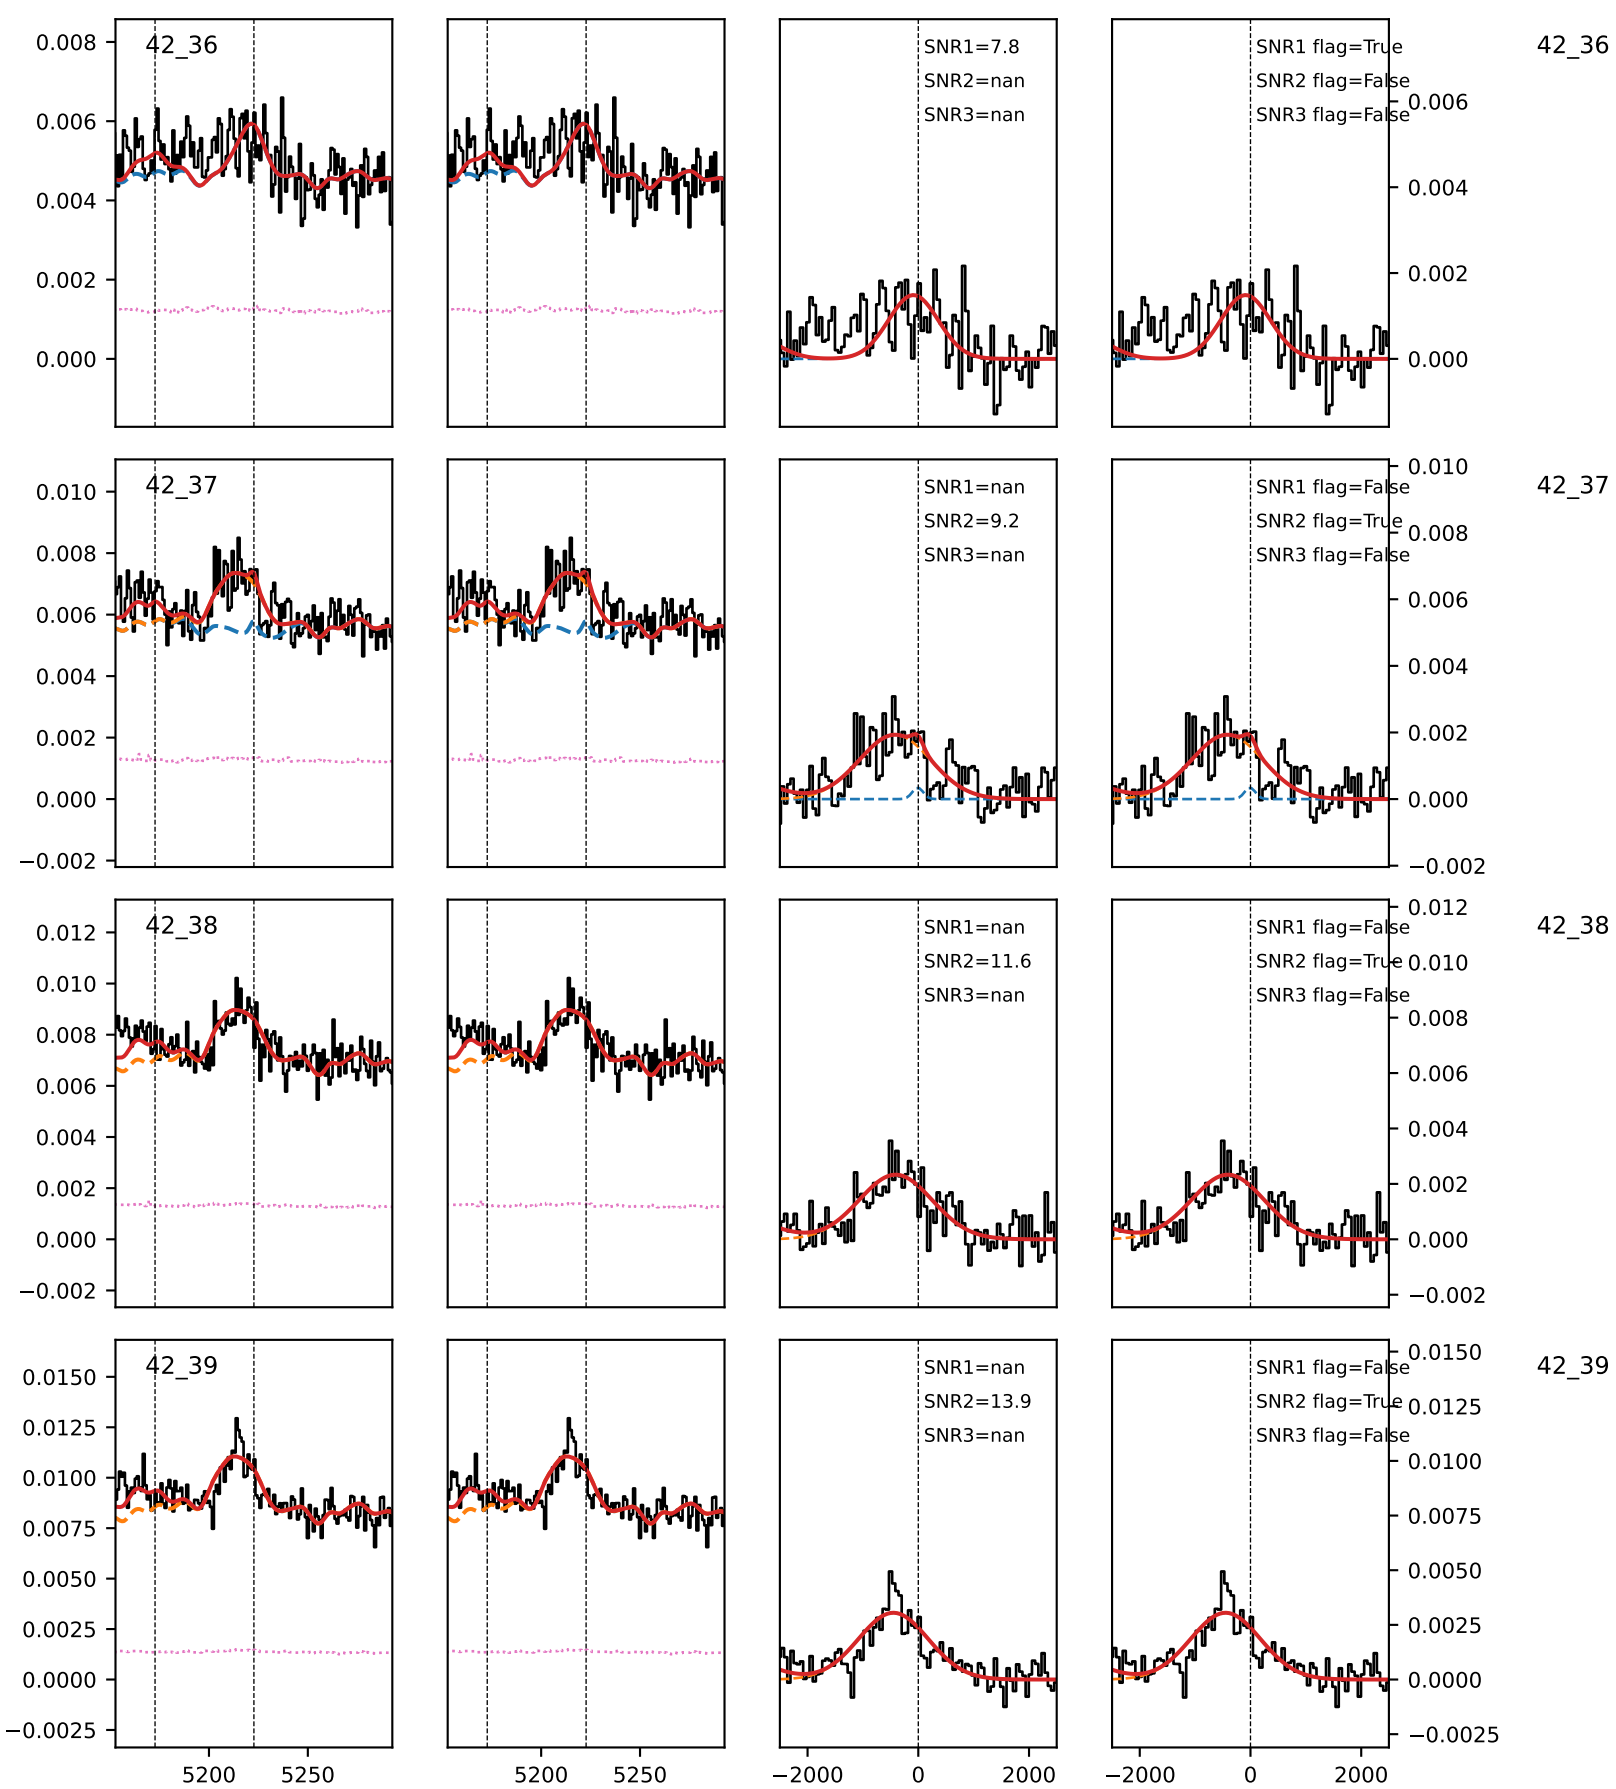 42_36
SNR1=7.8
SNR2=nan
SNR3=nan
SNR1 flag=True
SNR2 flag=False
SNR3 flag=False
42_36
0.008
0.006
0.004
0.002
0.000
0.006
0.004
0.002
0.000
42_37
SNR1=nan
SNR2=9.2
SNR3=nan
SNR1 flag=False
SNR2 flag=True
SNR3 flag=False
42_37
0.010
0.008
0.006
0.004
0.002
0.000
−0.002
0.010
0.008
0.006
0.004
0.002
0.000
−0.002
42_38
SNR1=nan
SNR2=11.6
SNR3=nan
SNR1 flag=False
SNR2 flag=True
SNR3 flag=False
42_38
0.012
0.010
0.008
0.006
0.004
0.002
0.000
−0.002
0.012
0.010
0.008
0.006
0.004
0.002
0.000
−0.002
42_39
SNR1=nan
SNR2=13.9
SNR3=nan
SNR1 flag=False
SNR2 flag=True
SNR3 flag=False
42_39
0.0150
0.0125
0.0100
0.0075
0.0050
0.0025
0.0000
−0.0025
0.0150
0.0125
0.0100
0.0075
0.0050
0.0025
0.0000
−0.0025
5200 5250 5200 5250 −2000 0 2000 −2000 0 2000